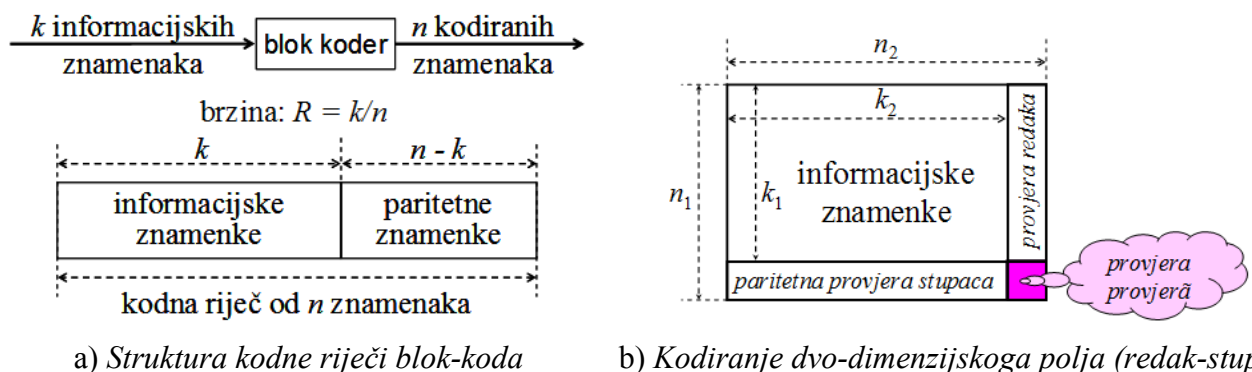 k informacijskih
znamenaka
blok koder
n kodiranih
znamenaka
brzina: R = k/n
k
n - k
informacijske
znamenke
paritetne
znamenke
kodna riječ od n znamenaka
a) Struktura kodne riječi blok-koda
n2
k2
n1
k1
informacijske
znamenke
provjera redaka
paritetna provjera stupaca
provjera
provjerã
b) Kodiranje dvo-dimenzijskoga polja (redak-stup